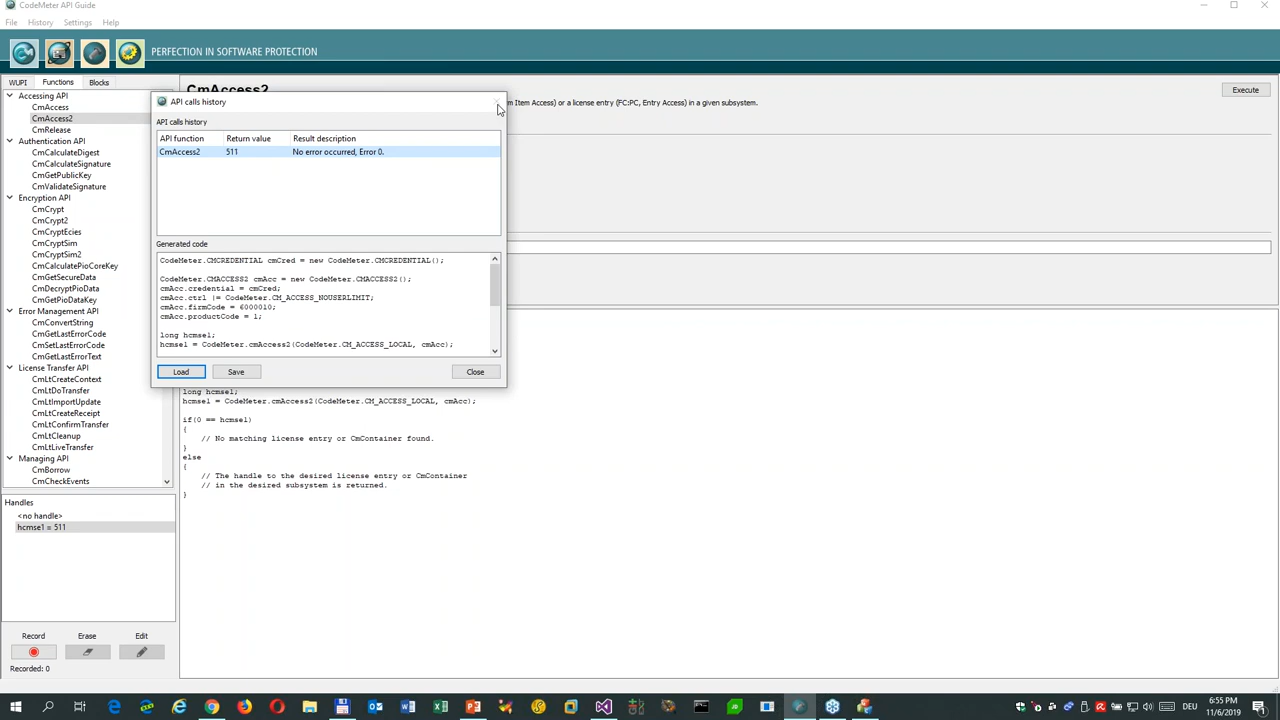 CodeMeter API Guide
File History Settings Help
PERFECTION IN SOFTWARE PROTECTION
WUPI Functions Blocks
Accessing API
CmAccess
CmAccess2
CmRelease
Authentication API
CmCalculateDigest
CmCalculateSignature
CmGetPublicKey
CmValidateSignature
Encryption API
CmCrypt
CmCrypt2
CmCryptEcies
CmCryptSim
CmCryptSim2
CmCalculatePioCoreKey
CmGetSecureData
CmDecryptPioData
CmGetPioDataKey
Error Management API
CmConvertString
CmGetLastErrorCode
CmSetLastErrorCode
CmGetLastErrorText
License Transfer API
CmLtCreateContext
CmLtDoTransfer
CmLtImportUpdate
CmLtCreateReceipt
CmLtConfirmTransfer
CmLtCleanup
CmLtLiveTransfer
Managing API
CmBorrow
CmCheckEvents
Handles
<no handle>
hcmse1 = 511
Record Erase Edit
Recorded: 0
CmAccess2
Execute
m Item Access) or a license entry (FC:PC, Entry Access) in a given subsystem.
API calls history
API calls history
API function Return value Result description
CmAccess2 511 No error occurred, Error 0.
Generated code
CodeMeter.CMCREDENTIAL cmCred = new CodeMeter.CMCREDENTIAL();
CodeMeter.CMACCESS2 cmAcc = new CodeMeter.CMACCESS2();
cmAcc.credential = cmCred;
cmAcc.ctrl |= CodeMeter.CM_ACCESS_NOUSERLIMIT;
cmAcc.firmCode = 6000010;
cmAcc.productCode = 1;
long hcmse1;
hcmse1 = CodeMeter.cmAccess2(CodeMeter.CM_ACCESS_LOCAL, cmAcc);
Load Save Close
long hcmse1;
hcmse1 = CodeMeter.cmAccess2(CodeMeter.CM_ACCESS_LOCAL, cmAcc);
if(0 == hcmse1)
{
// No matching license entry or CmContainer found.
}
else
{
// The handle to the desired license entry or CmContainer
// in the desired subsystem is returned.
}
DEU
6:55 PM
11/6/2019